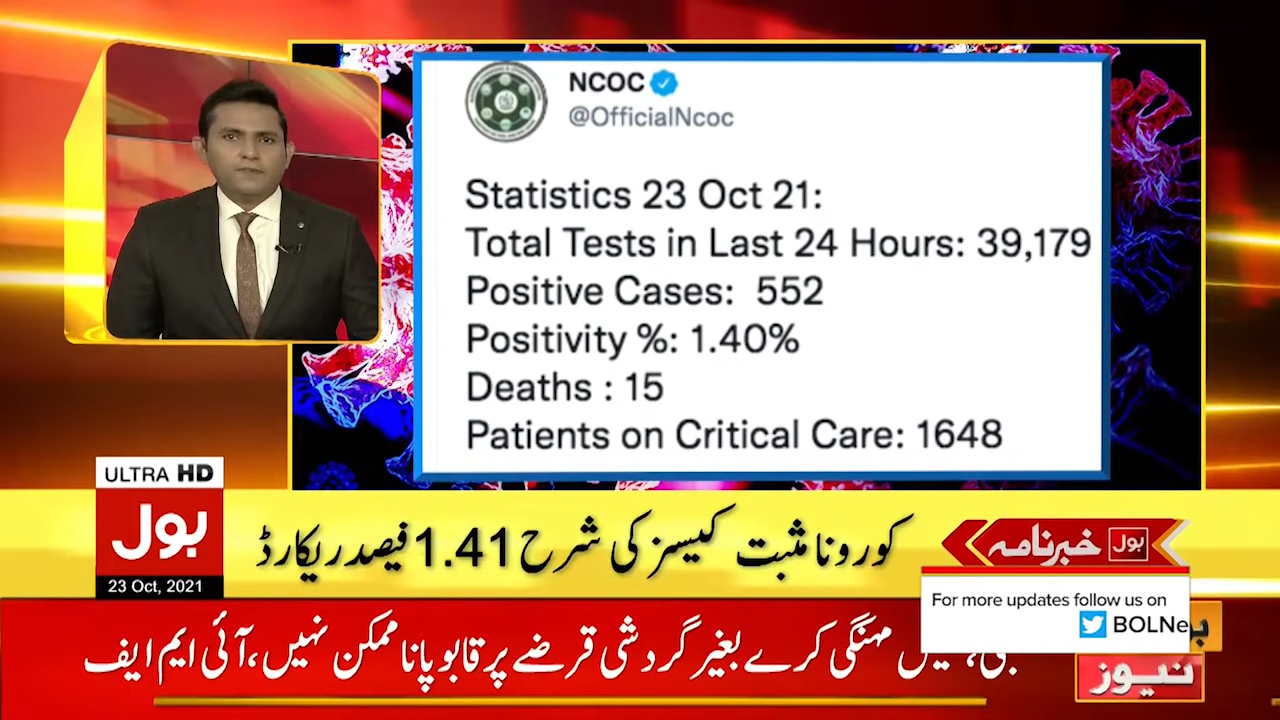 NCOC
@OfficialNcoc
Statistics 23 Oct 21:
Total Tests in Last 24 Hours: 39,179
Positive Cases: 552
Positivity %: 1.40%
Deaths : 15
Patients on Critical Care: 1648
ULTRA HD
بول
23 Oct, 2021
کورونا مثبت کیسز کی شرح 1.41 فیصد ریکارڈ
بول خبرنامہ
For more updates follow us on
BOLNe
مہنگی کرے بغیر گردشی قرضے پر قابو پانا ممکن نہیں، آئی ایم ایف
نیوز